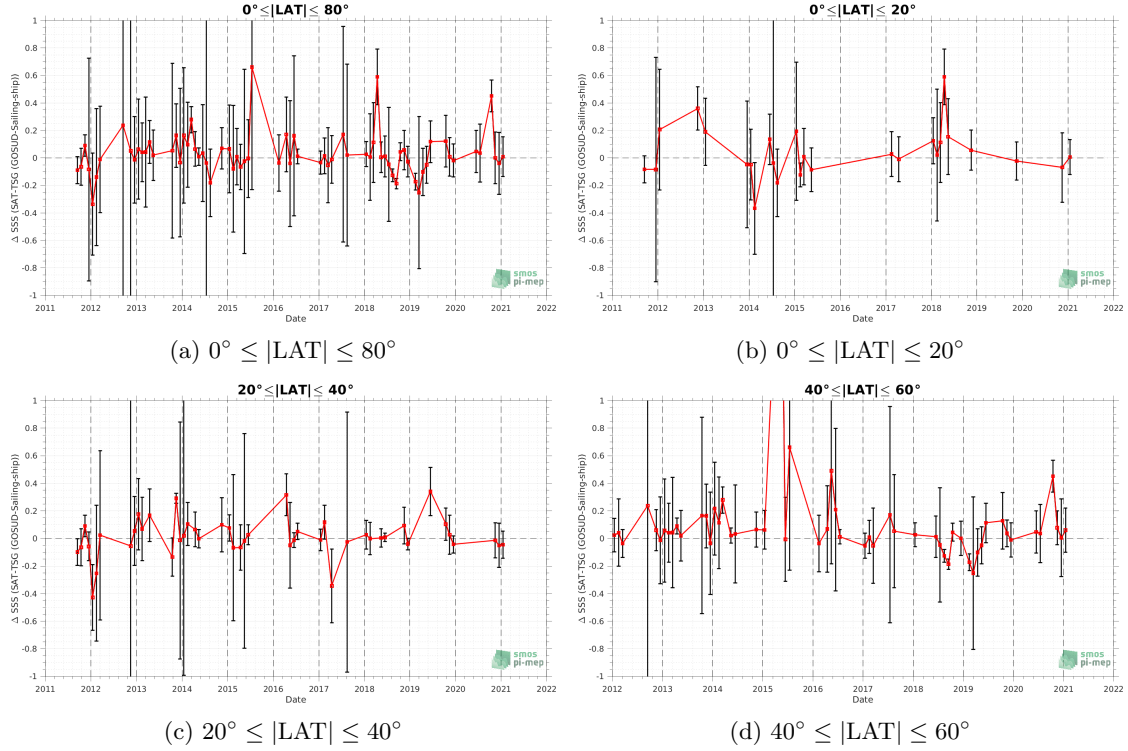 0°≤|LAT|≤ 80°
Δ SSS (SAT-TSG (GOSUD-Sailing-ship))
1
0.8
0.6
0.4
0.2
0
-0.2
-0.4
-0.6
-0.8
-1
2011 2012 2013 2014 2015 2016 2017 2018 2019 2020 2021 2022
Date
smos
pi-mep
(a) 0° ≤ |LAT| ≤ 80°
0°≤|LAT|≤ 20°
Δ SSS (SAT-TSG (GOSUD-Sailing-ship))
1
0.8
0.6
0.4
0.2
0
-0.2
-0.4
-0.6
-0.8
-1
2011 2012 2013 2014 2015 2016 2017 2018 2019 2020 2021 2022
Date
smos
pi-mep
(b) 0° ≤ |LAT| ≤ 20°
20°≤|LAT|≤ 40°
Δ SSS (SAT-TSG (GOSUD-Sailing-ship))
1
0.8
0.6
0.4
0.2
0
-0.2
-0.4
-0.6
-0.8
-1
2011 2012 2013 2014 2015 2016 2017 2018 2019 2020 2021 2022
Date
smos
pi-mep
(c) 20° ≤ |LAT| ≤ 40°
40°≤|LAT|≤ 60°
Δ SSS (SAT-TSG (GOSUD-Sailing-ship))
1
0.8
0.6
0.4
0.2
0
-0.2
-0.4
-0.6
-0.8
-1
2012 2013 2014 2015 2016 2017 2018 2019 2020 2021 2022
Date
smos
pi-mep
(d) 40° ≤ |LAT| ≤ 60°